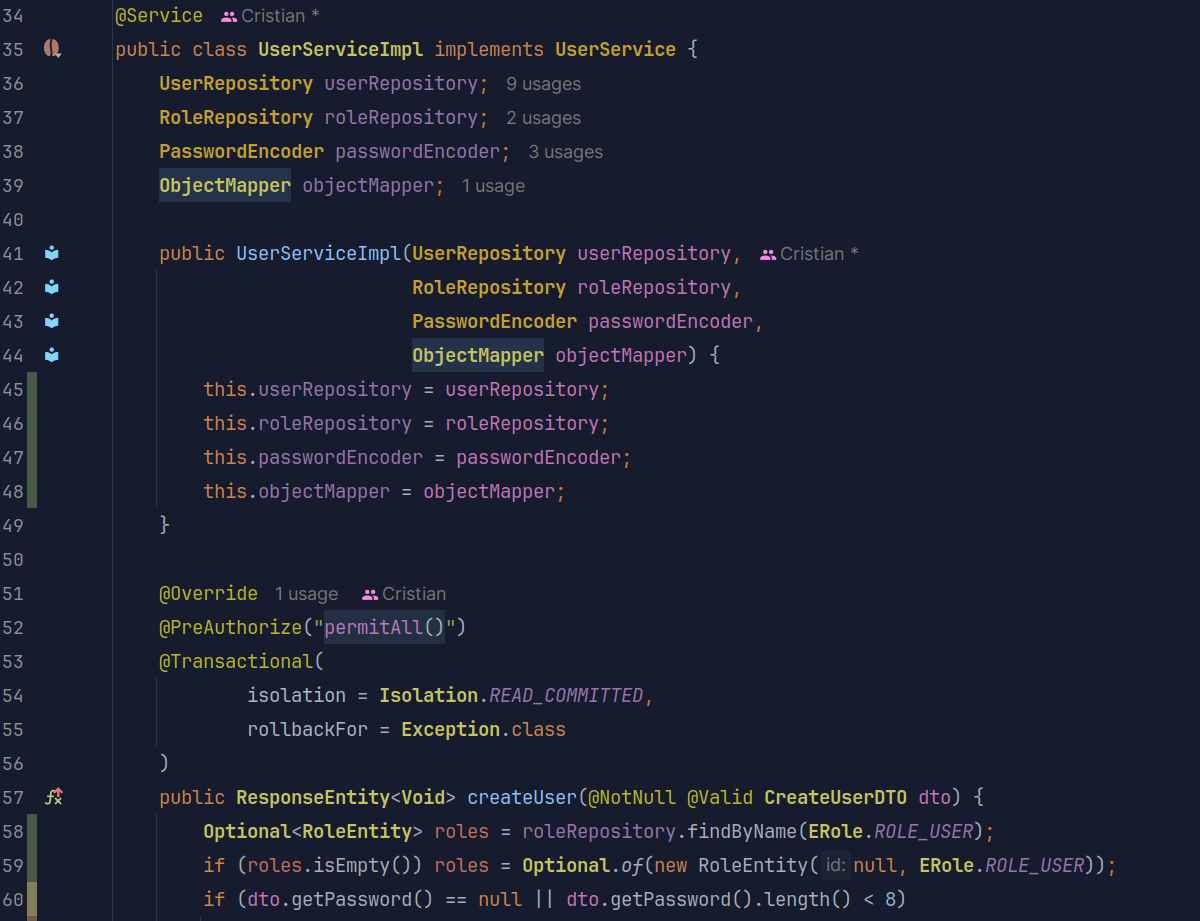 34 @Service Cristian *
35 public class UserServiceImpl implements UserService {
36     UserRepository userRepository; 9 usages
37     RoleRepository roleRepository; 2 usages
38     PasswordEncoder passwordEncoder; 3 usages
39     ObjectMapper objectMapper; 1 usage
40
41     public UserServiceImpl(UserRepository userRepository, Cristian *
42                            RoleRepository roleRepository,
43                            PasswordEncoder passwordEncoder,
44                            ObjectMapper objectMapper) {
45         this.userRepository = userRepository;
46         this.roleRepository = roleRepository;
47         this.passwordEncoder = passwordEncoder;
48         this.objectMapper = objectMapper;
49     }
50
51     @Override 1 usage Cristian
52     @PreAuthorize("permitAll()")
53     @Transactional(
54             isolation = Isolation.READ_COMMITTED,
55             rollbackFor = Exception.class
56     )
57     public ResponseEntity<Void> createUser(@NotNull @Valid CreateUserDTO dto) {
58         Optional<RoleEntity> roles = roleRepository.findByName(ERole.ROLE_USER);
59         if (roles.isEmpty()) roles = Optional.of(new RoleEntity( id: null, ERole.ROLE_USER));
60         if (dto.getPassword() == null || dto.getPassword().length() < 8)